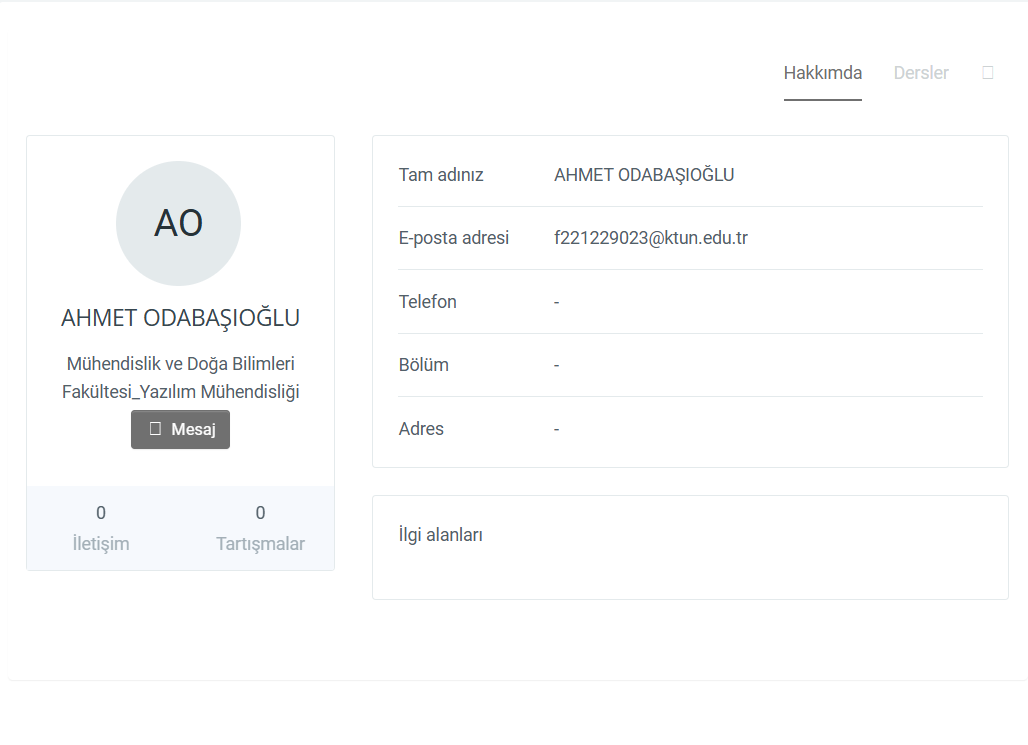 Hakkımda Dersler
AO
AHMET ODABAŞIOĞLU
Mühendislik ve Doğa Bilimleri
Fakültesi_Yazılım Mühendisliği
Mesaj
0 0
İletişim Tartışmalar
Tam adınız AHMET ODABAŞIOĞLU
E-posta adresi f221229023@ktun.edu.tr
Telefon -
Bölüm -
Adres -
İlgi alanları